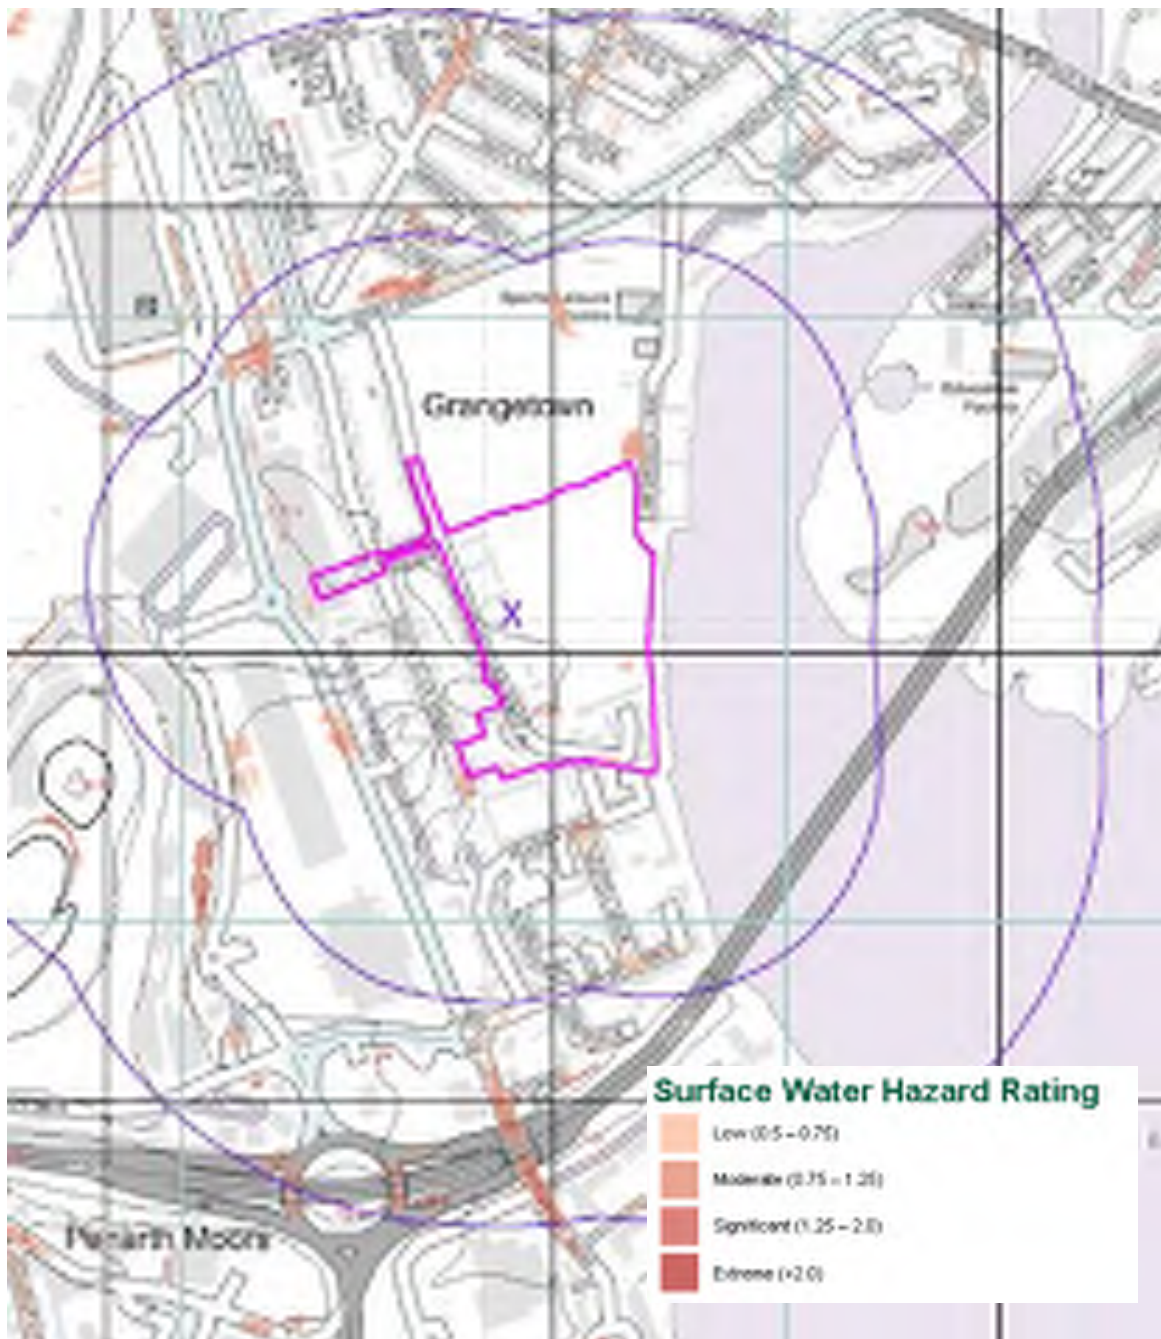 Grangetown
X
Penarth Moors
Surface Water Hazard Rating
Low (0.5 – 0.75)
Moderate (0.75 – 1.25)
Significant (1.25 – 2.0)
Extreme (>2.0)